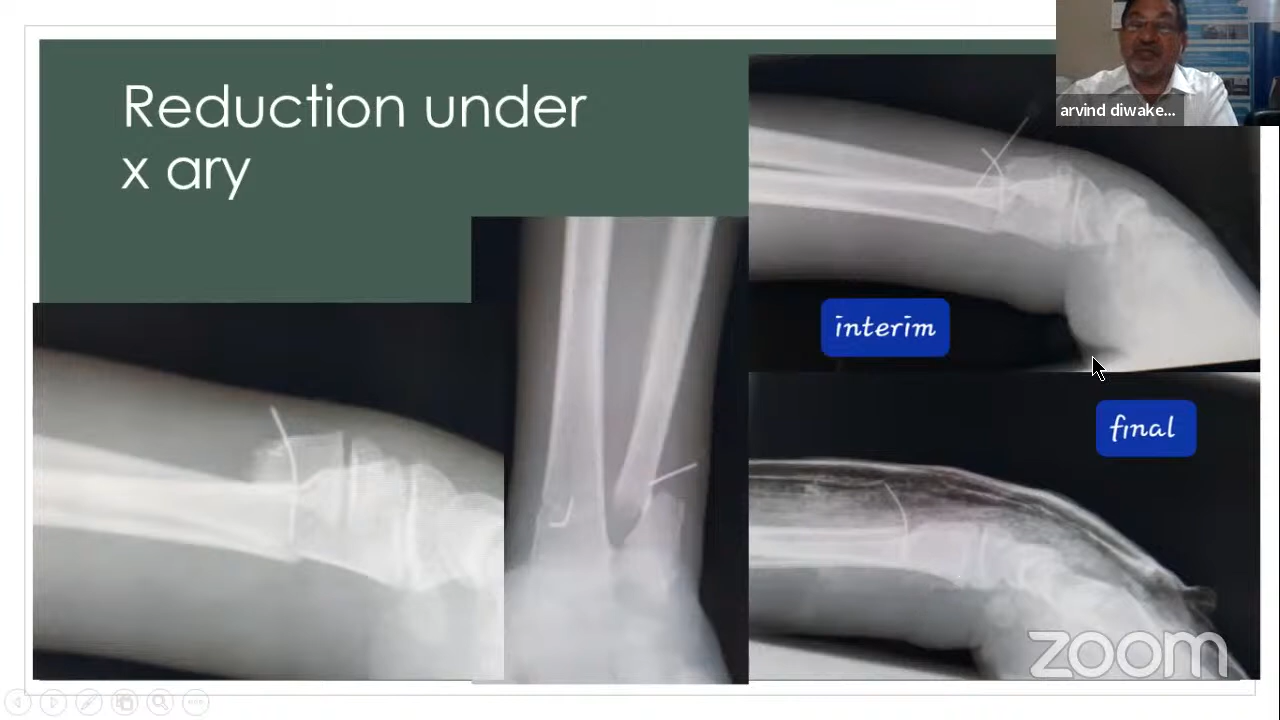 Reduction under
x ary
arvind diwake...
interim
final
zoom